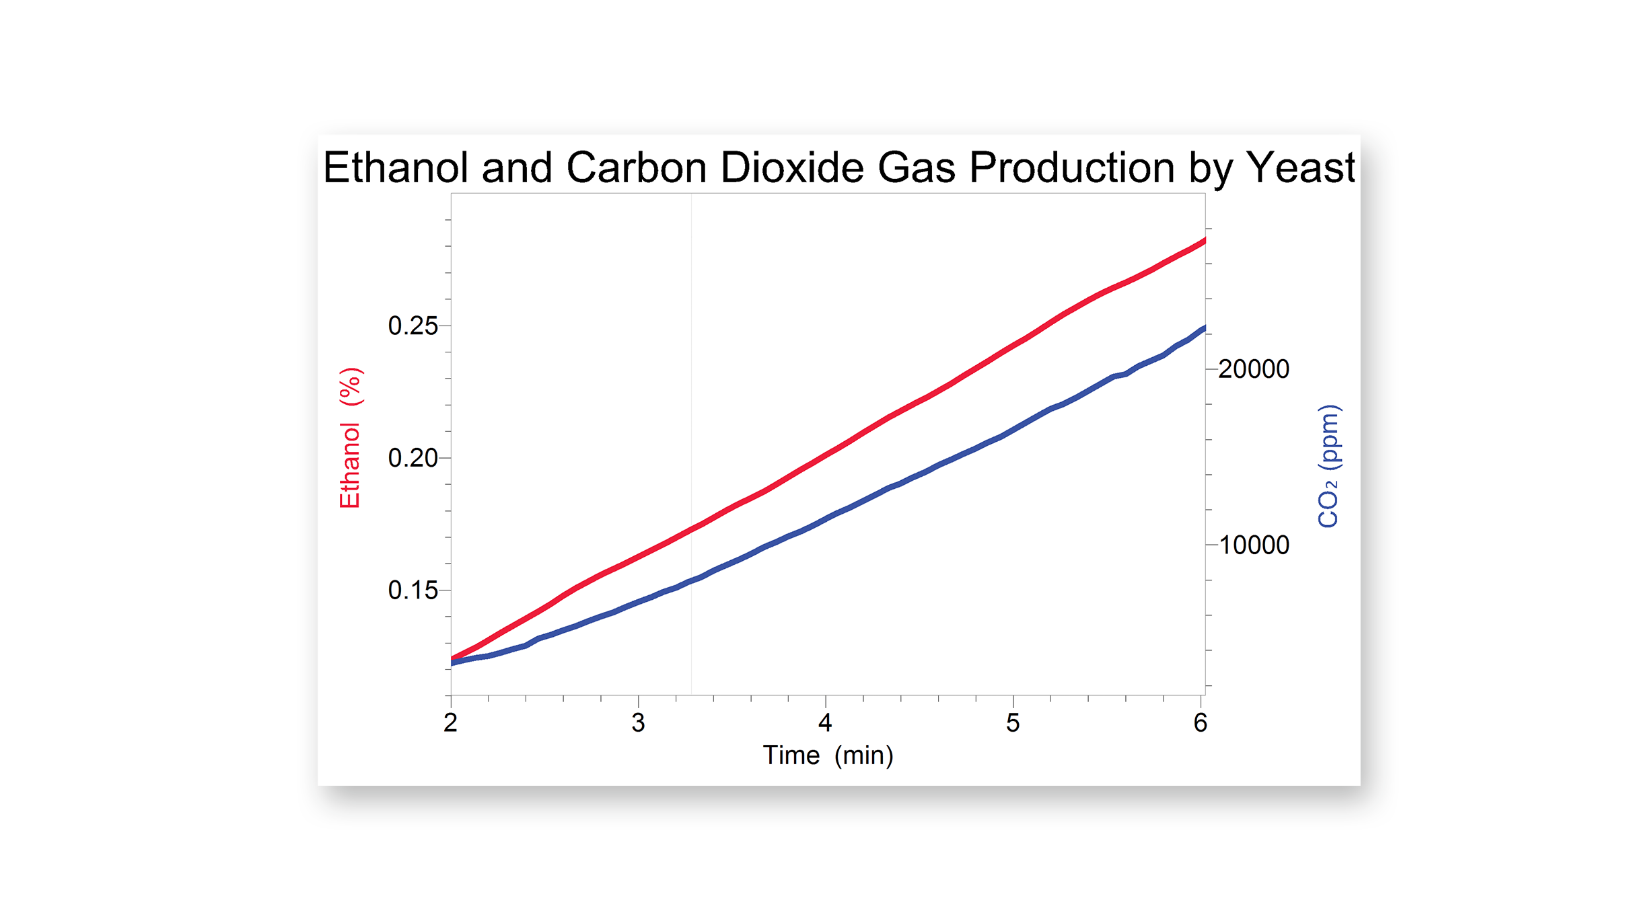 Ethanol and Carbon Dioxide Gas Production by Yeast
0.25
0.20
0.15
Ethanol (%)
20000
10000
CO₂ (ppm)
2 3 4 5 6
Time (min)